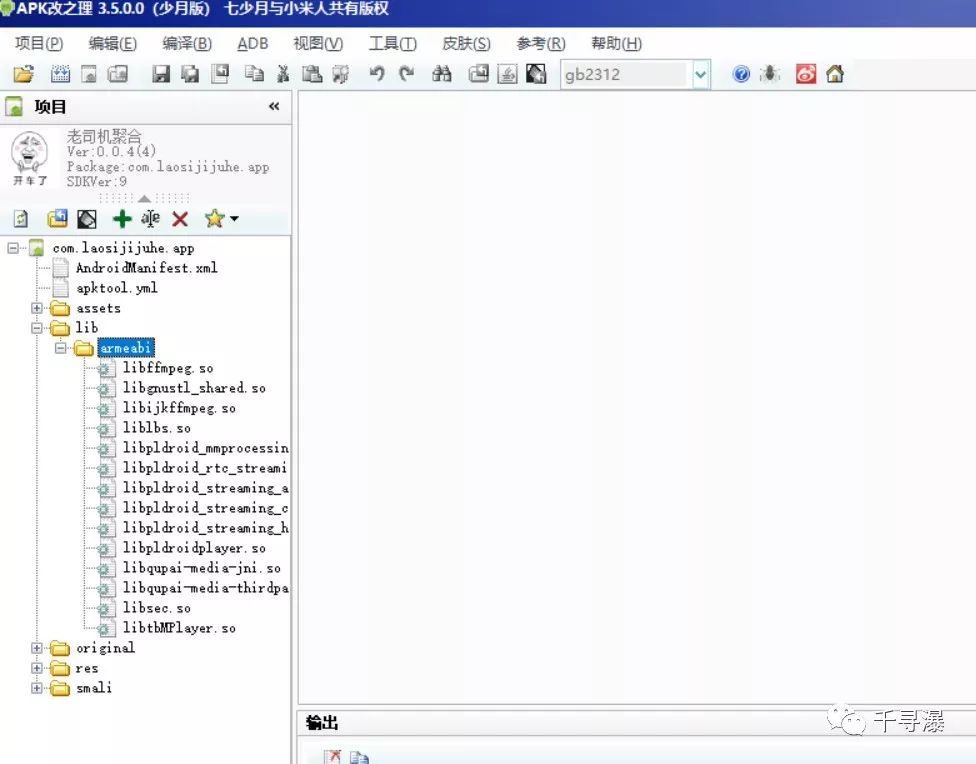 APK改之理 3.5.0.0（少月版） 七少月与小米人共有版权
项目(P) 编辑(E) 编译(B) ADB 视图(V) 工具(T) 皮肤(S) 参考(R) 帮助(H)
gb2312
项目
老司机聚合
Ver:0.0.4(4)
Package:com.laosijijuhe.app
SDKVer:9
开车了
com.laosijijuhe.app
AndroidManifest.xml
apktool.yml
assets
lib
armeabi
libffmpeg.so
libgnustl_shared.so
libijkffmpeg.so
liblbs.so
libpldroid_mmprocessin
libpldroid_rtc_streami
libpldroid_streaming_a
libpldroid_streaming_c
libpldroid_streaming_h
libpldroidplayer.so
libqupai-media-jni.so
libqupai-media-thirdpa
libsec.so
libtbMPlayer.so
original
res
smali
输出
千寻瀑